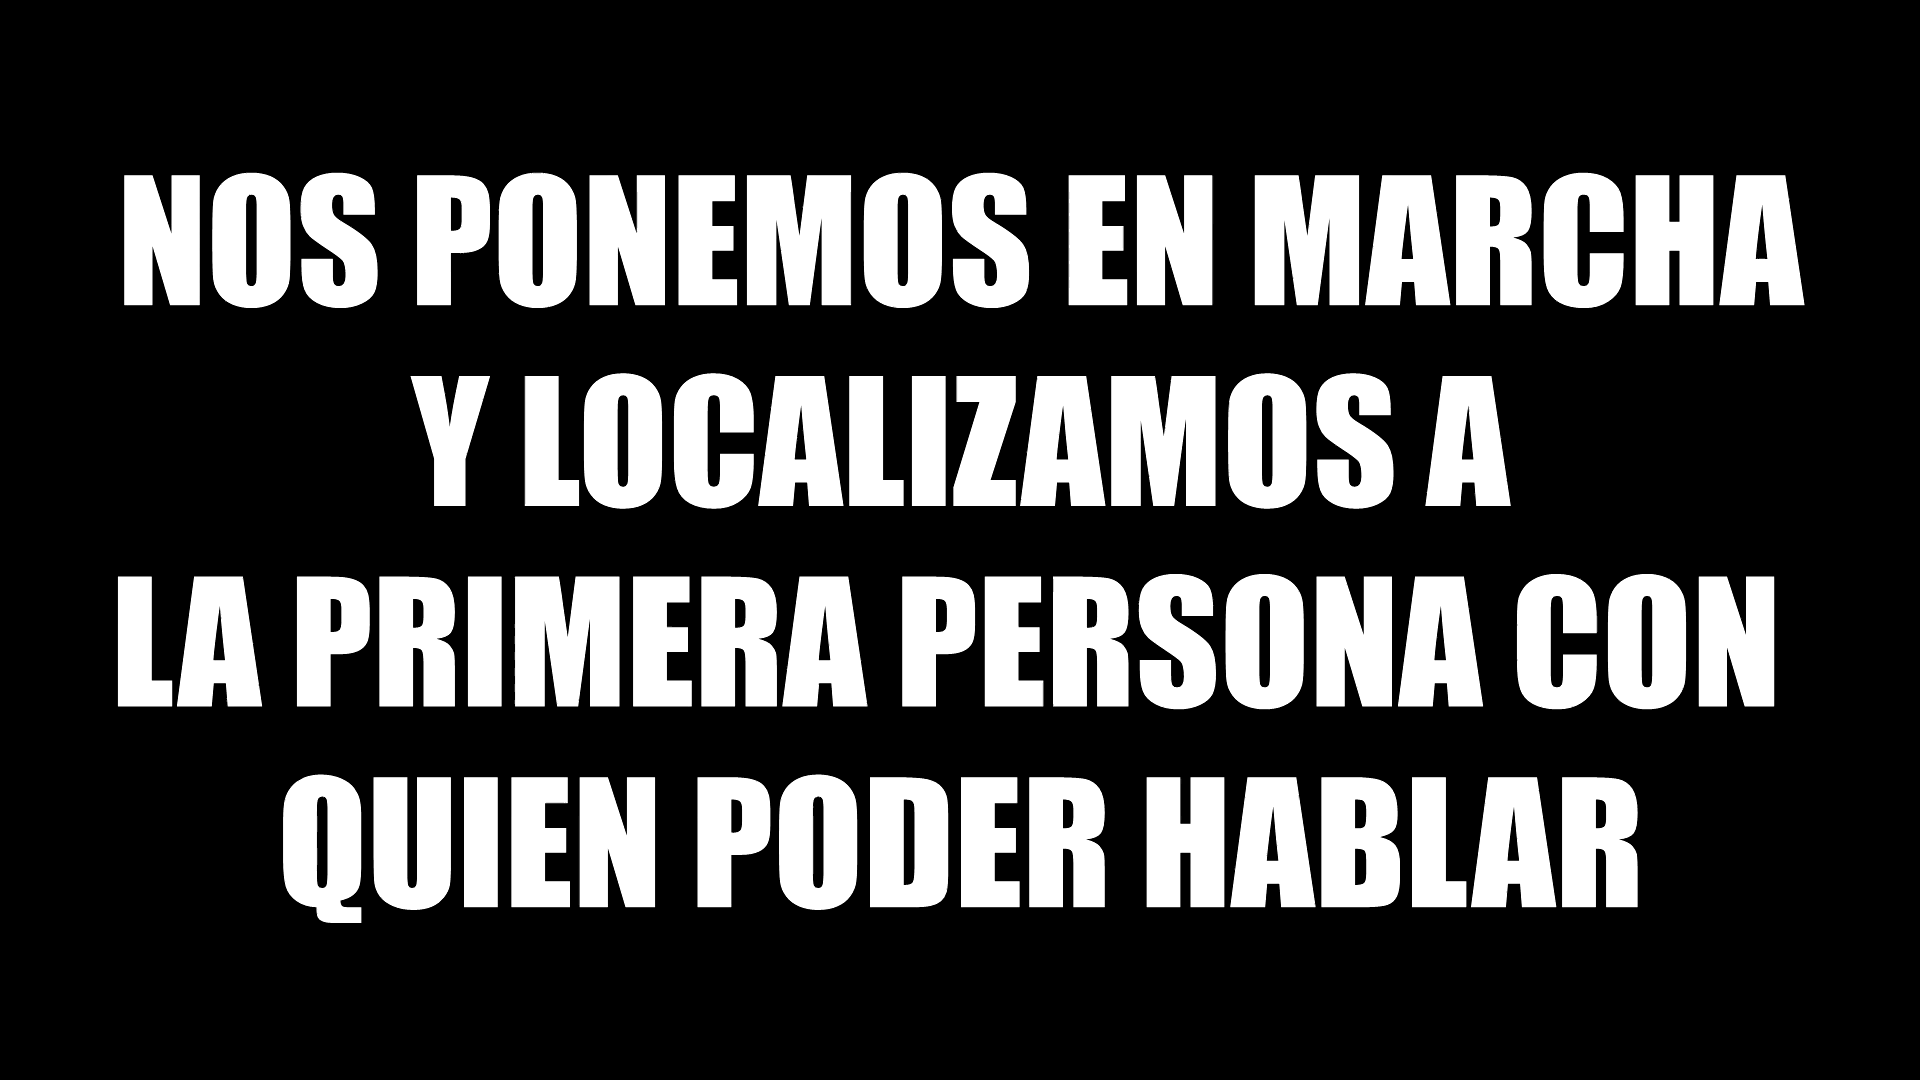 NOS PONEMOS EN MARCHA
Y LOCALIZAMOS A
LA PRIMERA PERSONA CON
QUIEN PODER HABLAR